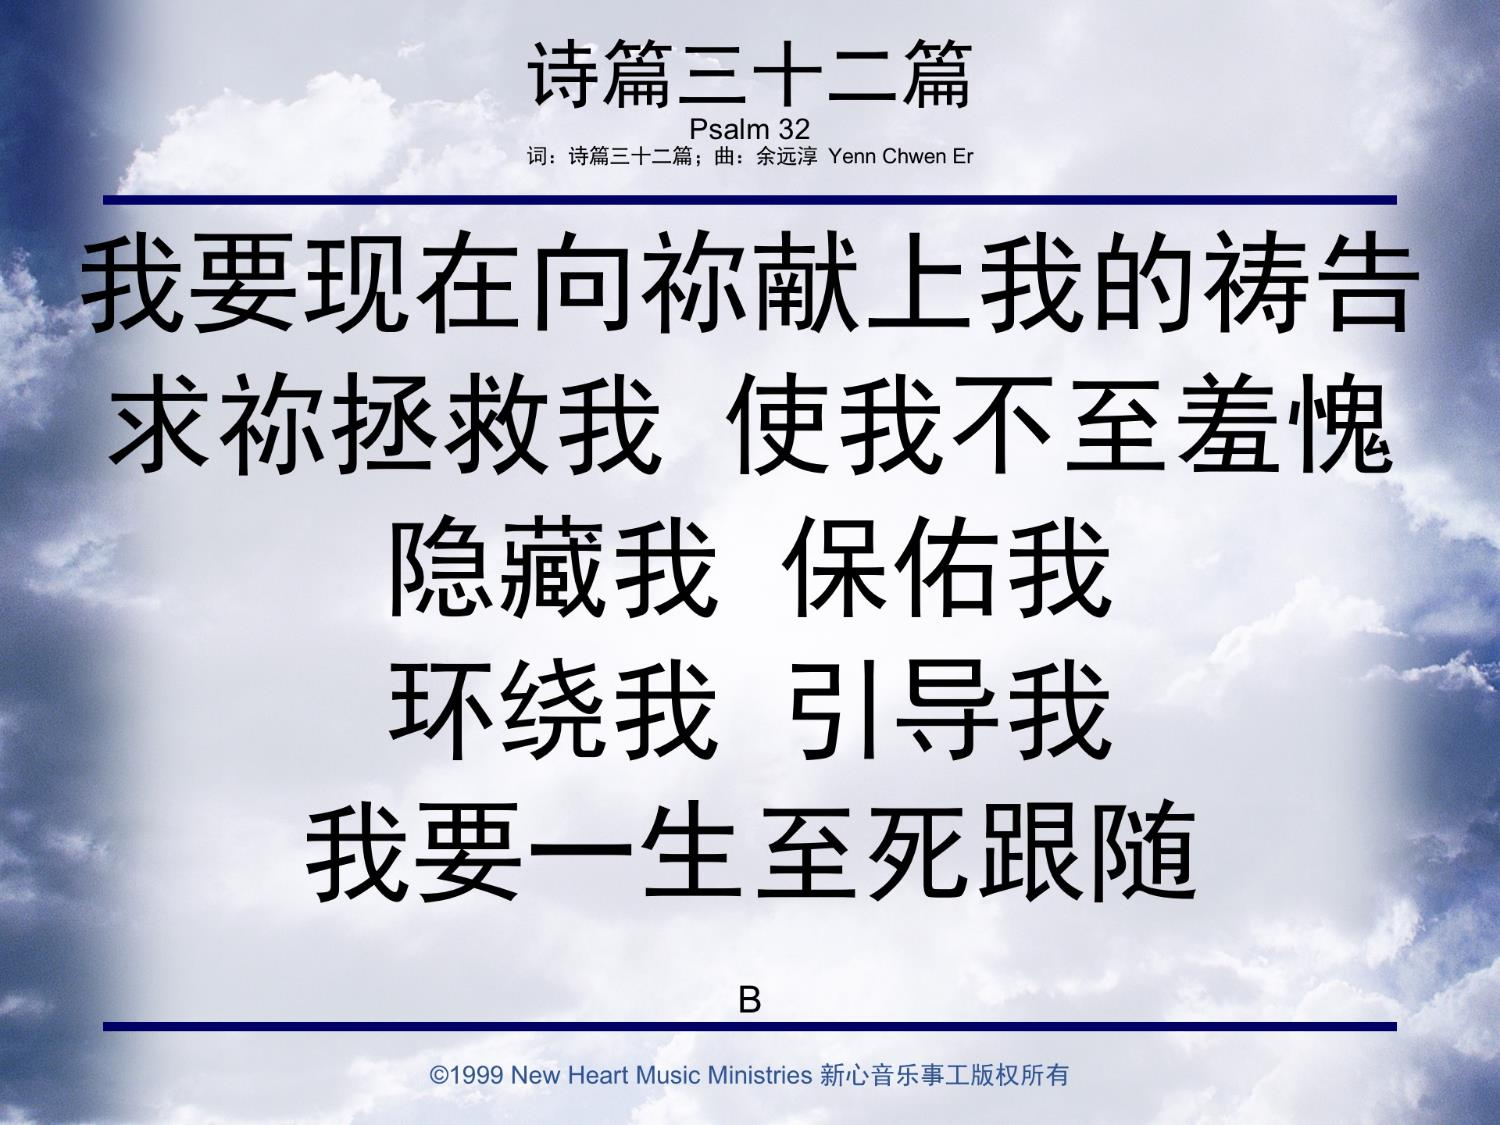 诗篇三十二篇
Psalm 32
词：诗篇三十二篇；曲：余远淳 Yenn Chwen Er
我要现在向祢献上我的祷告
求祢拯救我 使我不至羞愧
隐藏我 保佑我
环绕我 引导我
我要一生至死跟随
B
©1999 New Heart Music Ministries 新心音乐事工版权所有